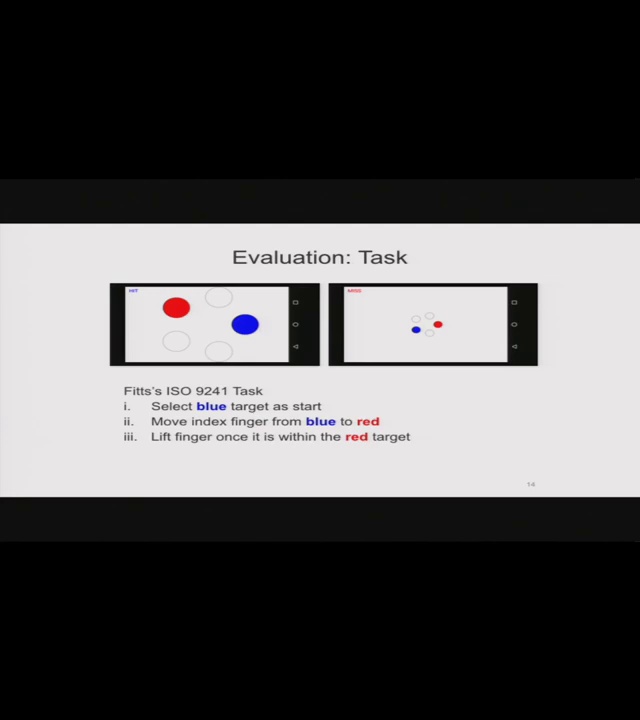 Evaluation: Task
HIT
MISS
Fitts's ISO 9241 Task
i. Select blue target as start
ii. Move index finger from blue to red
iii. Lift finger once it is within the red target
14